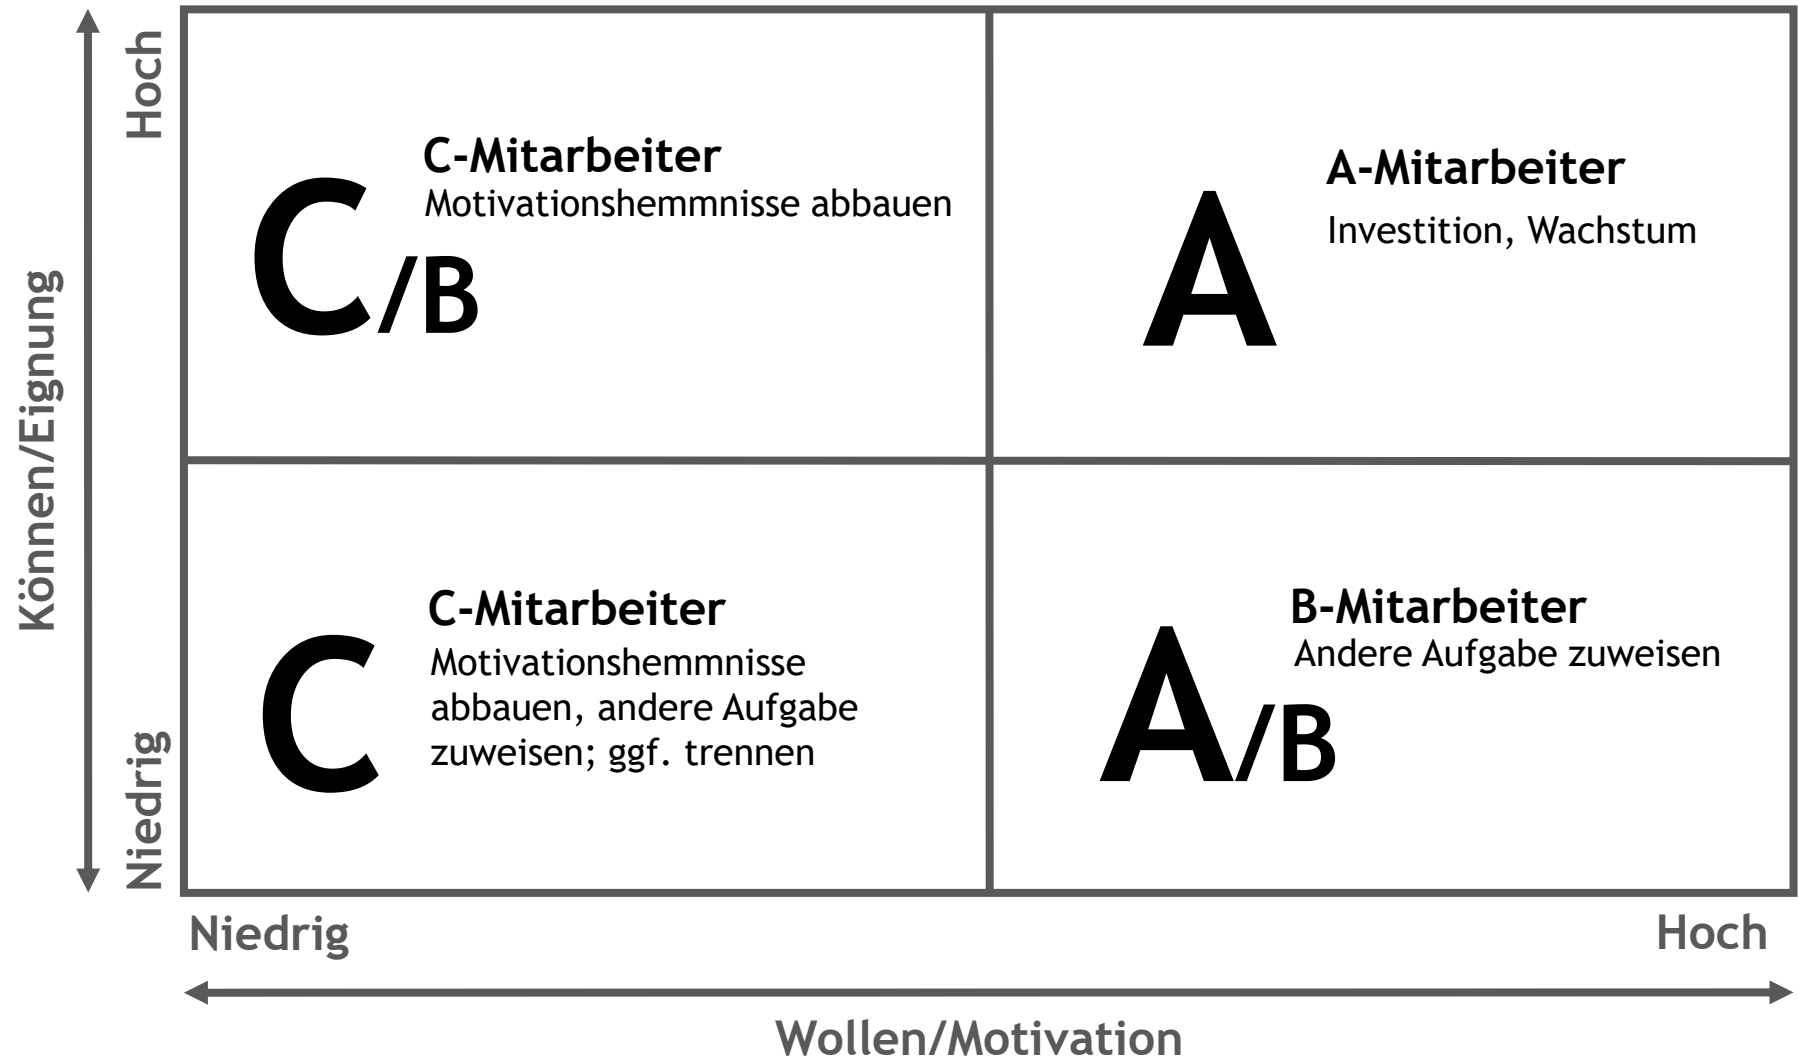 Können/Eignung
Hoch
C-Mitarbeiter
Motivationshemmnisse abbauen
C/B
A-Mitarbeiter
Investition, Wachstum
A
Niedrig
C-Mitarbeiter
Motivationshemmnisse
abbauen, andere Aufgabe
zuweisen; ggf. trennen
C
B-Mitarbeiter
Andere Aufgabe zuweisen
A/B
Niedrig
Hoch
Wollen/Motivation